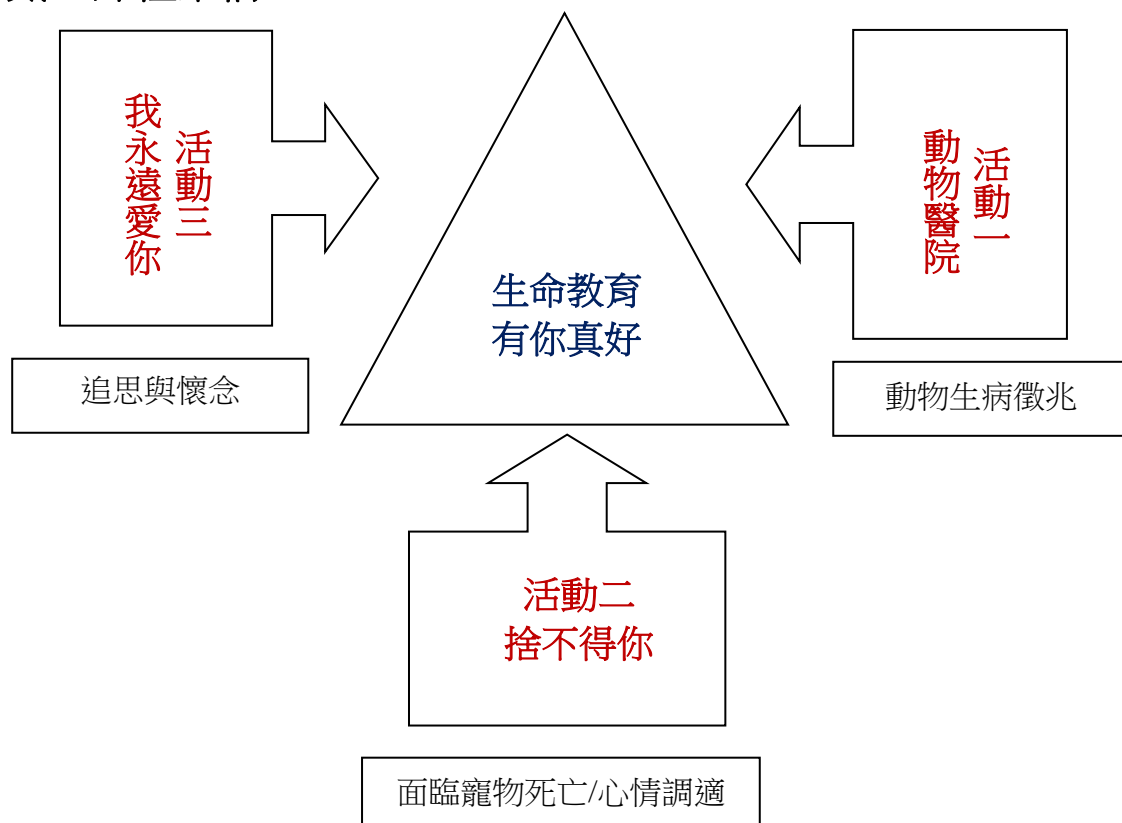 活動三
我永遠愛你
活動一
動物醫院
生命教育
有你真好
追思與懷念
動物生病徵兆
活動二
捨不得你
面臨寵物死亡/心情調適